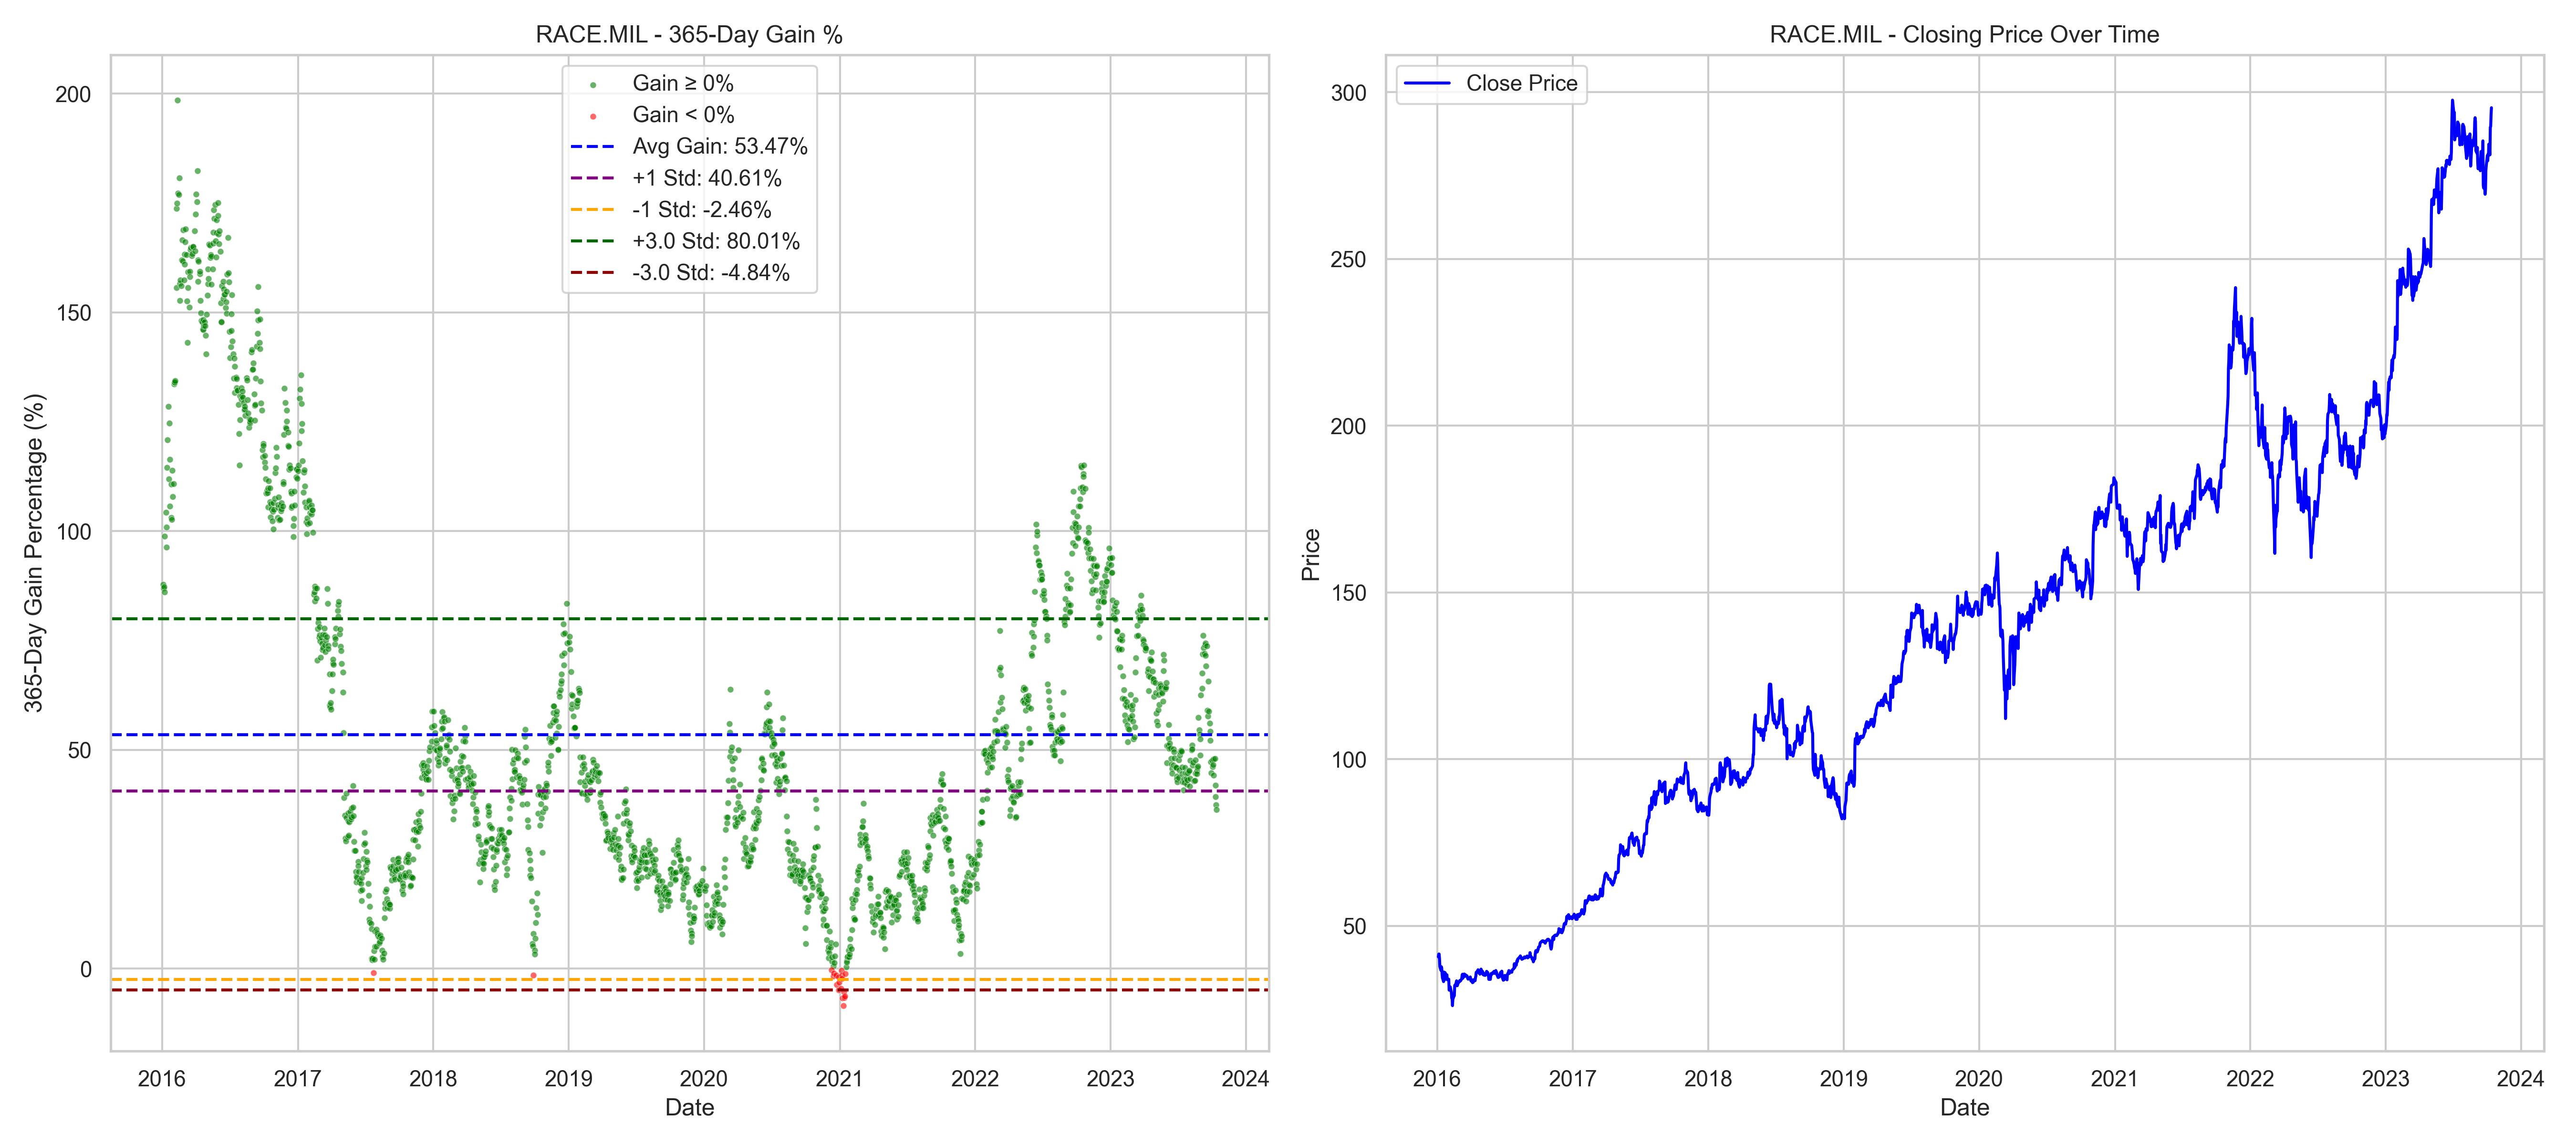 RACE.MIL - 365-Day Gain %
Gain ≥ 0%
Gain < 0%
Avg Gain: 53.47%
+1 Std: 40.61%
-1 Std: -2.46%
+3.0 Std: 80.01%
-3.0 Std: -4.84%
365-Day Gain Percentage (%)
200
150
100
50
0
2016 2017 2018 2019 2020 2021 2022 2023 2024
Date
RACE.MIL - Closing Price Over Time
Close Price
Price
300
250
200
150
100
50
2016 2017 2018 2019 2020 2021 2022 2023 2024
Date